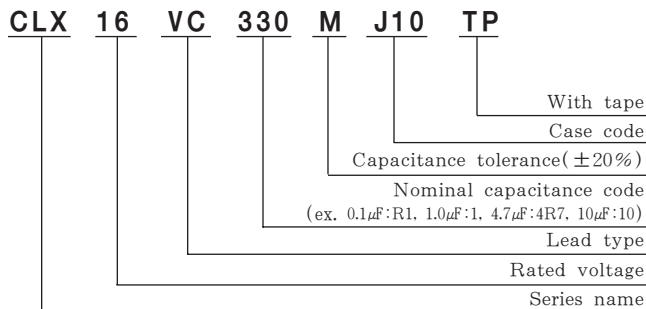 CLX 16 VC 330 M J10 TP
With tape
Case code
Capacitance tolerance(±20%)
Nominal capacitance code
(ex. 0.1μF:R1, 1.0μF:1, 4.7μF:4R7, 10μF:10)
Lead type
Rated voltage
Series name